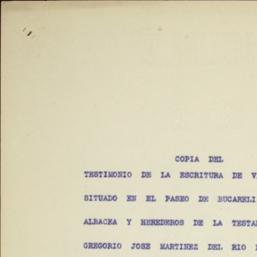 COPIA DEL
TESTIMONIO DE LA ESCRITURA DE V
SITUADO EN EL PASEO DE BUCARELI
ALBACEA Y HEREDEROS DE LA TESTA
GREGORIO JOSE MARTINEZ DEL RIO